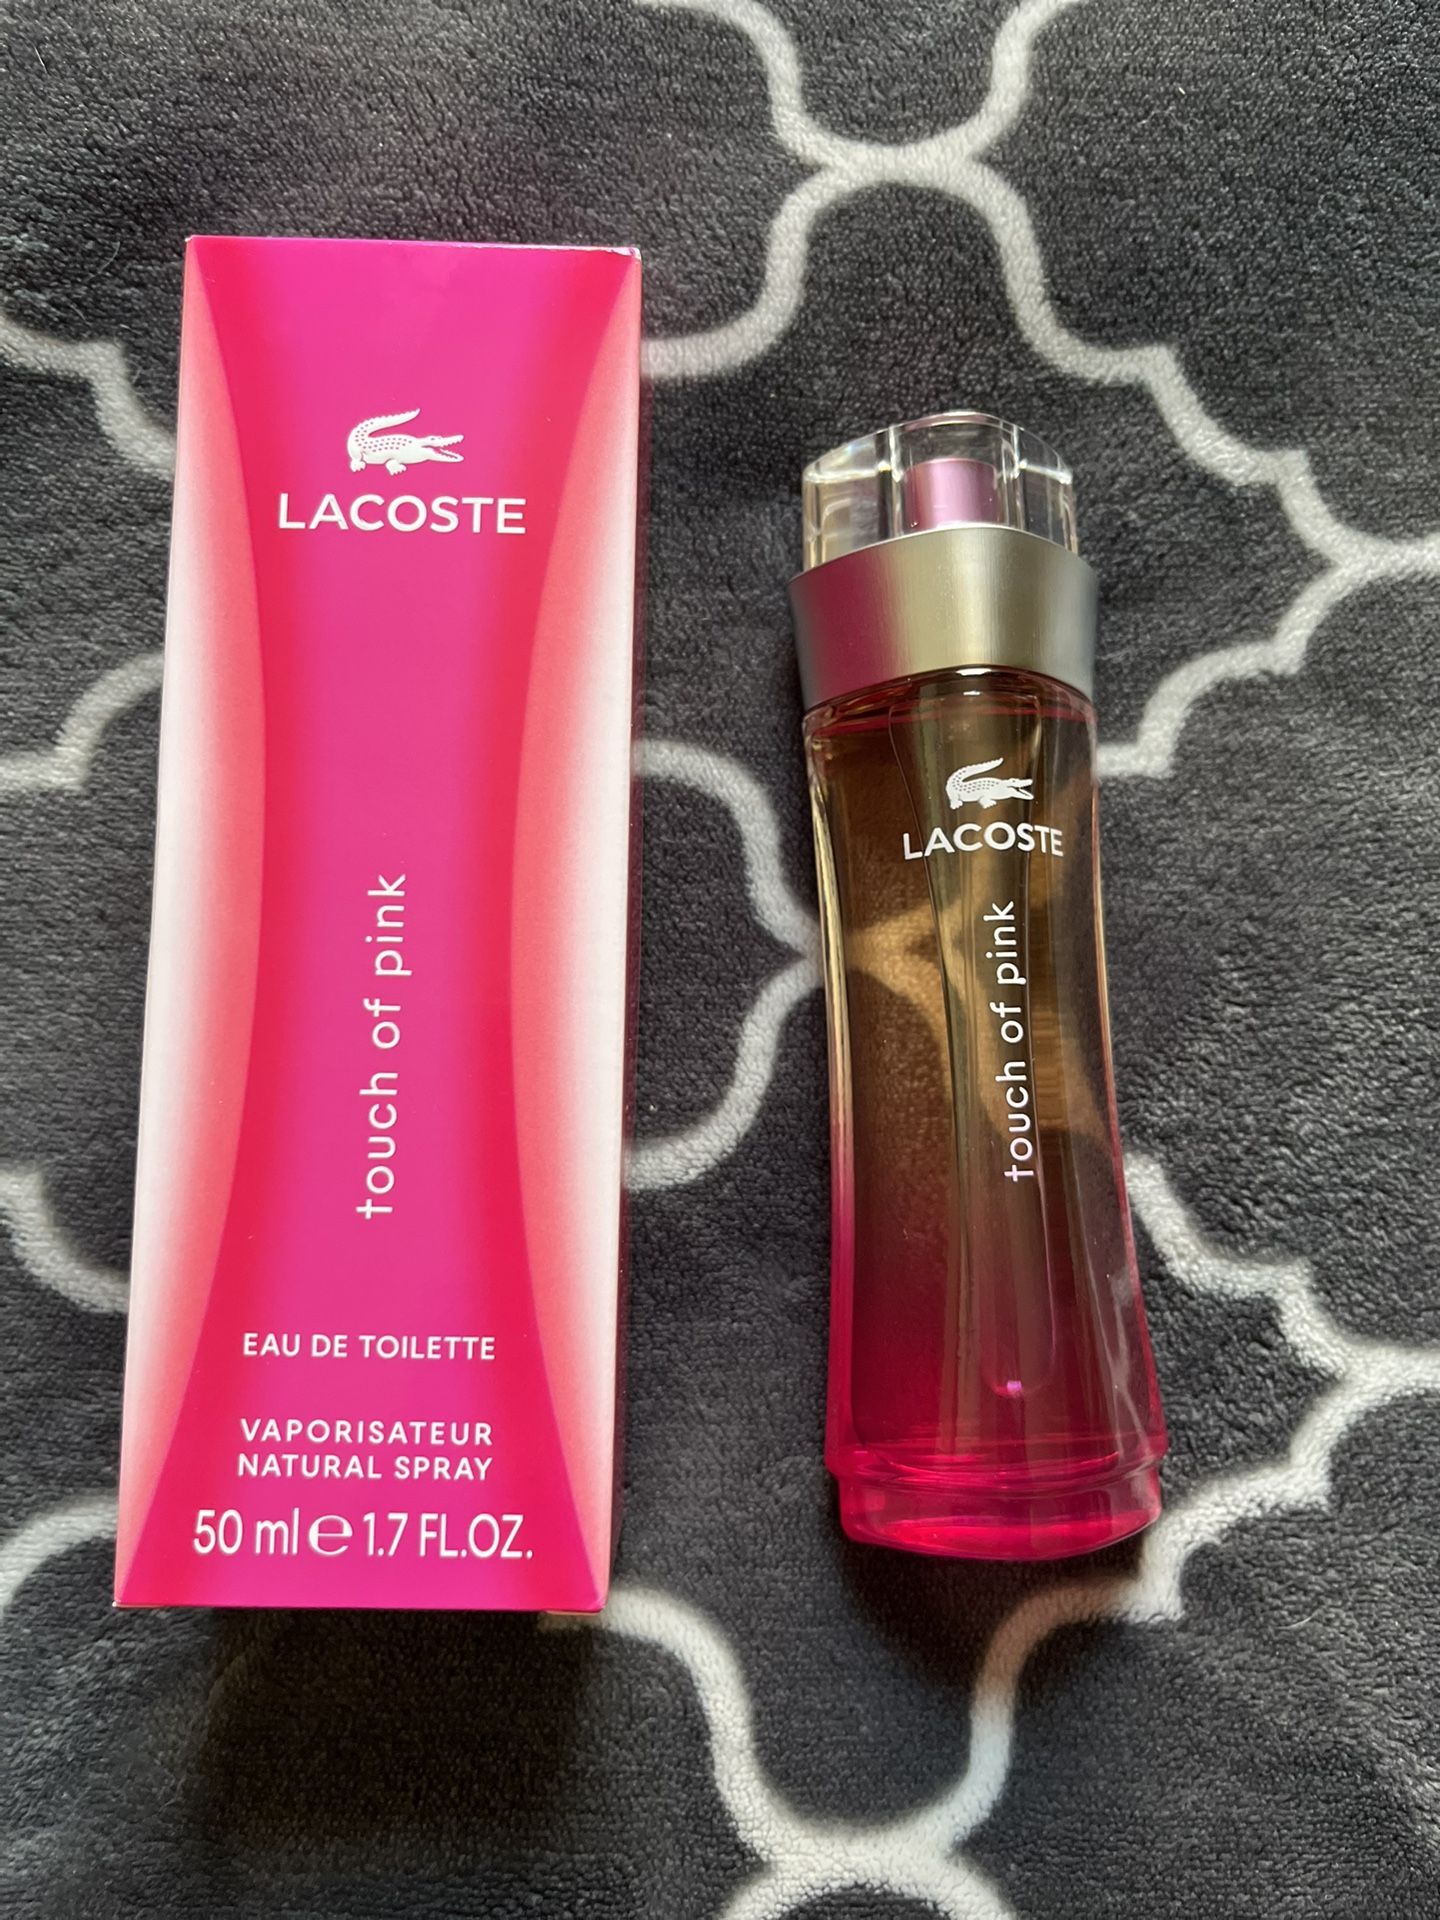 LACOSTE
touch of pink
EAU DE TOILETTE
VAPORISATEUR
NATURAL SPRAY
50 ml ℮ 1.7 FL.OZ.
LACOSTE
touch of pink